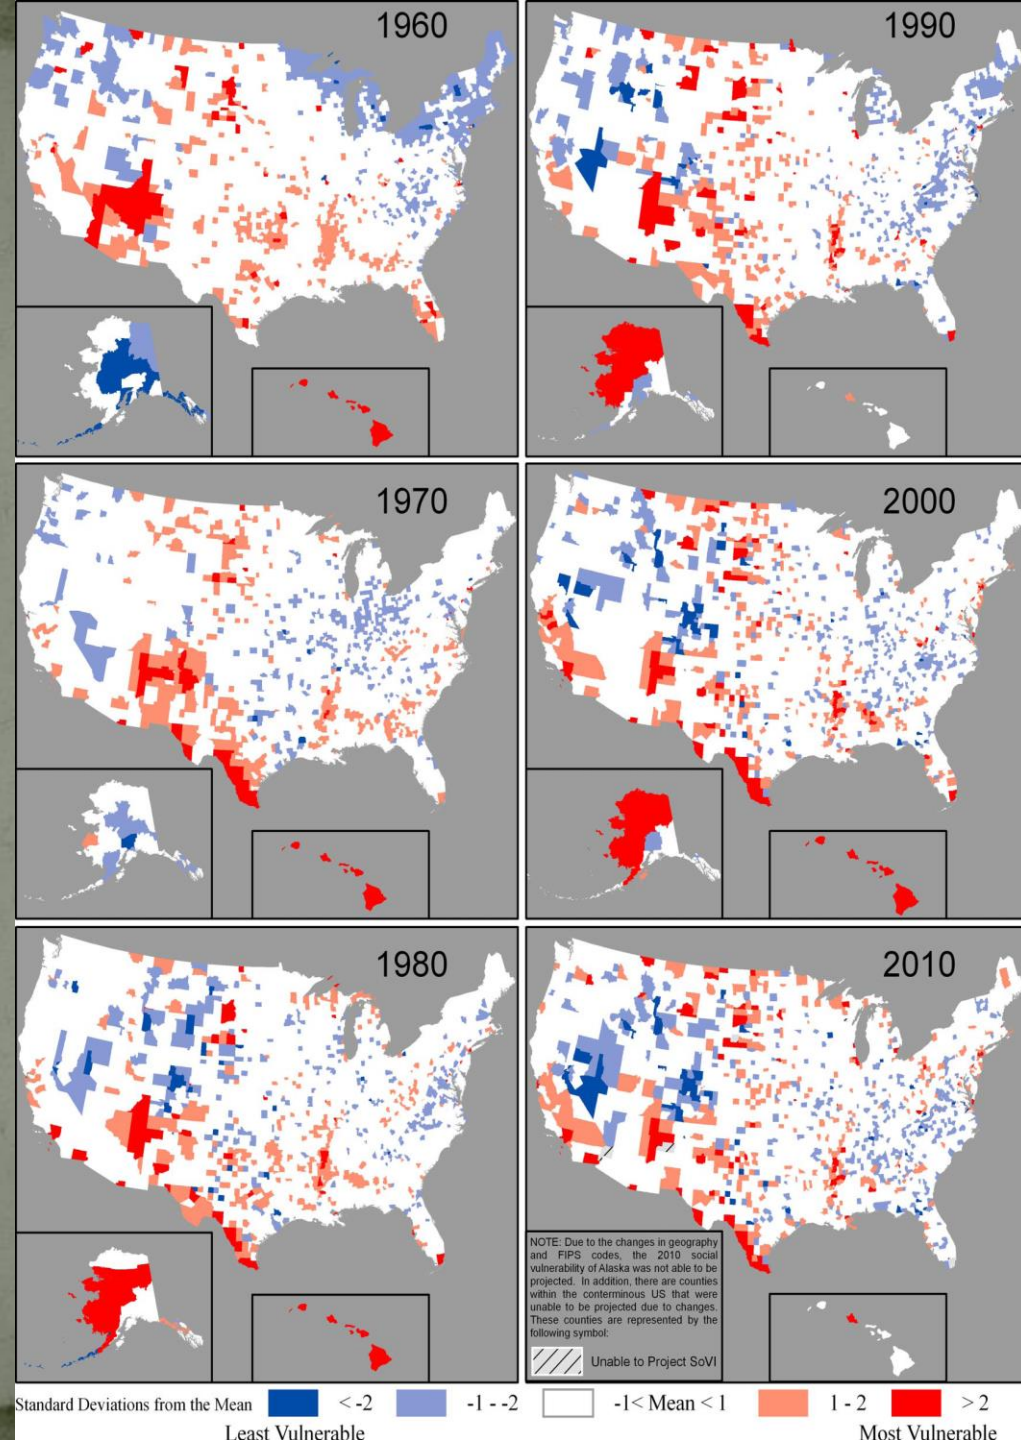 1960
1990
1970
2000
1980
2010
NOTE: Due to the changes in geography
and FIPS codes, the 2010 social
vulnerability of Alaska was not able to be
projected. In addition, there are counties
within the conterminous US that were
unable to be projected due to changes.
These counties are represented by the
following symbol:
Unable to Project SoVI
Standard Deviations from the Mean < -2 -1 - -2 -1< Mean < 1 1 - 2 > 2
Least Vulnerable Most Vulnerable